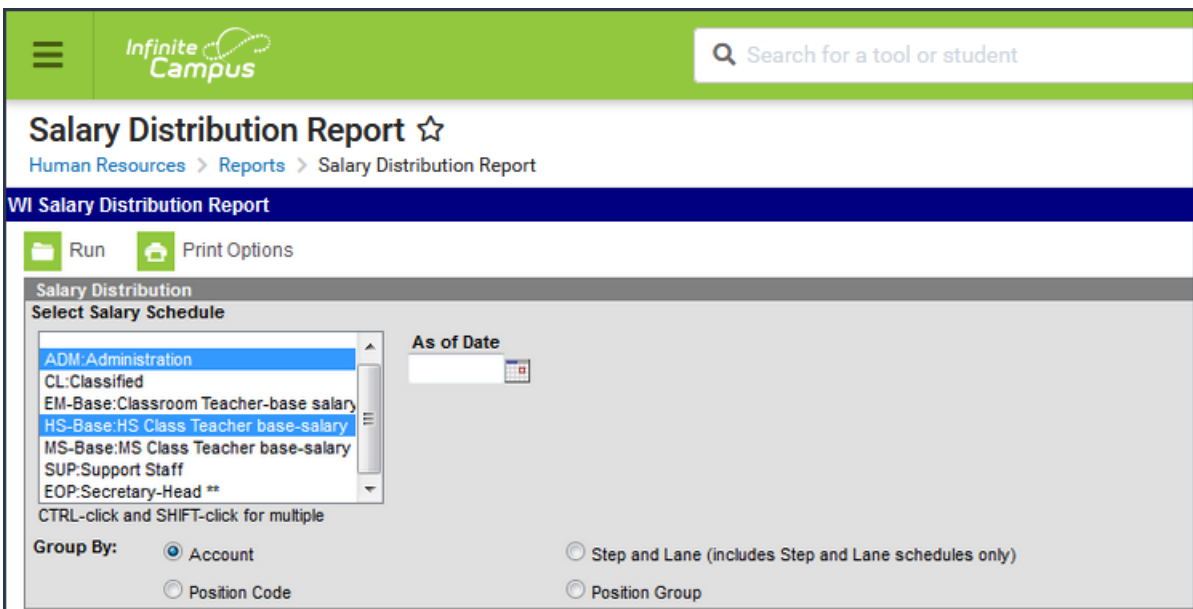 Infinite
Campus
Search for a tool or student
Salary Distribution Report
Human Resources > Reports > Salary Distribution Report
WI Salary Distribution Report
Run Print Options
Salary Distribution
Select Salary Schedule
As of Date
ADM:Administration
CL:Classified
EM-Base:Classroom Teacher-base salary
HS-Base:HS Class Teacher base-salary
MS-Base:MS Class Teacher base-salary
SUP:Support Staff
EOP:Secretary-Head **
CTRL-click and SHIFT-click for multiple
Group By: Account Step and Lane (includes Step and Lane schedules only)
Position Code Position Group